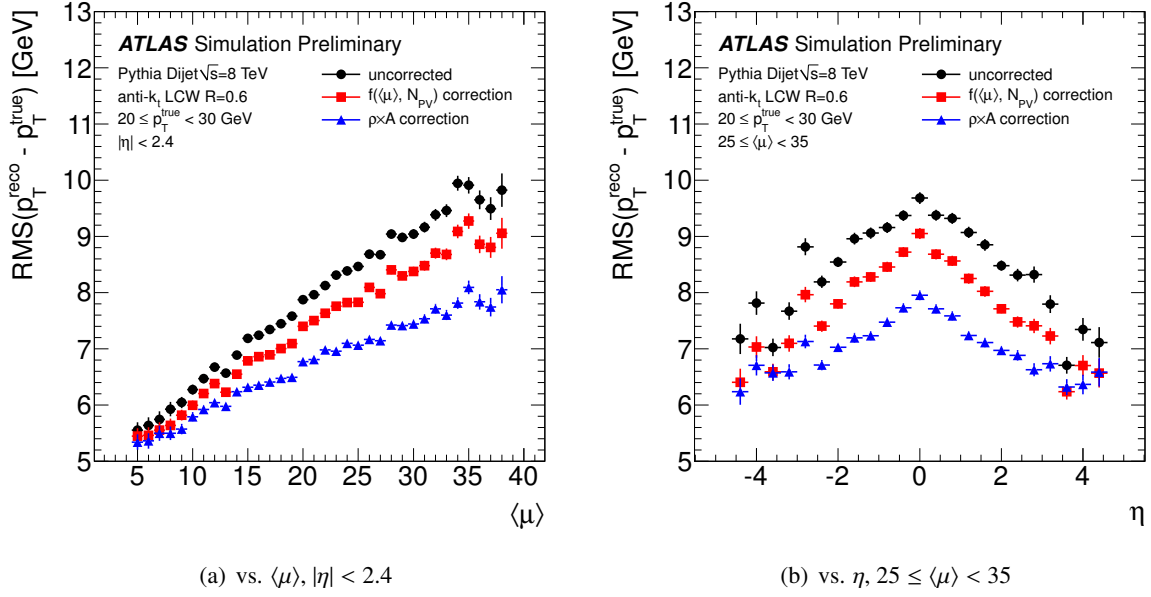 RMS(p_T^reco - p_T^true) [GeV]
13
12
11
10
9
8
7
6
5
ATLAS Simulation Preliminary
Pythia Dijet √s=8 TeV
anti-k_t LCW R=0.6
20 ≤ p_T^true < 30 GeV
|η| < 2.4
uncorrected
f(⟨μ⟩, N_PV) correction
ρ×A correction
5 10 15 20 25 30 35 40
⟨μ⟩
(a) vs. ⟨μ⟩, |η| < 2.4
RMS(p_T^reco - p_T^true) [GeV]
13
12
11
10
9
8
7
6
5
ATLAS Simulation Preliminary
Pythia Dijet √s=8 TeV
anti-k_t LCW R=0.6
20 ≤ p_T^true < 30 GeV
25 ≤ ⟨μ⟩ < 35
uncorrected
f(⟨μ⟩, N_PV) correction
ρ×A correction
-4 -2 0 2 4
η
(b) vs. η, 25 ≤ ⟨μ⟩ < 35